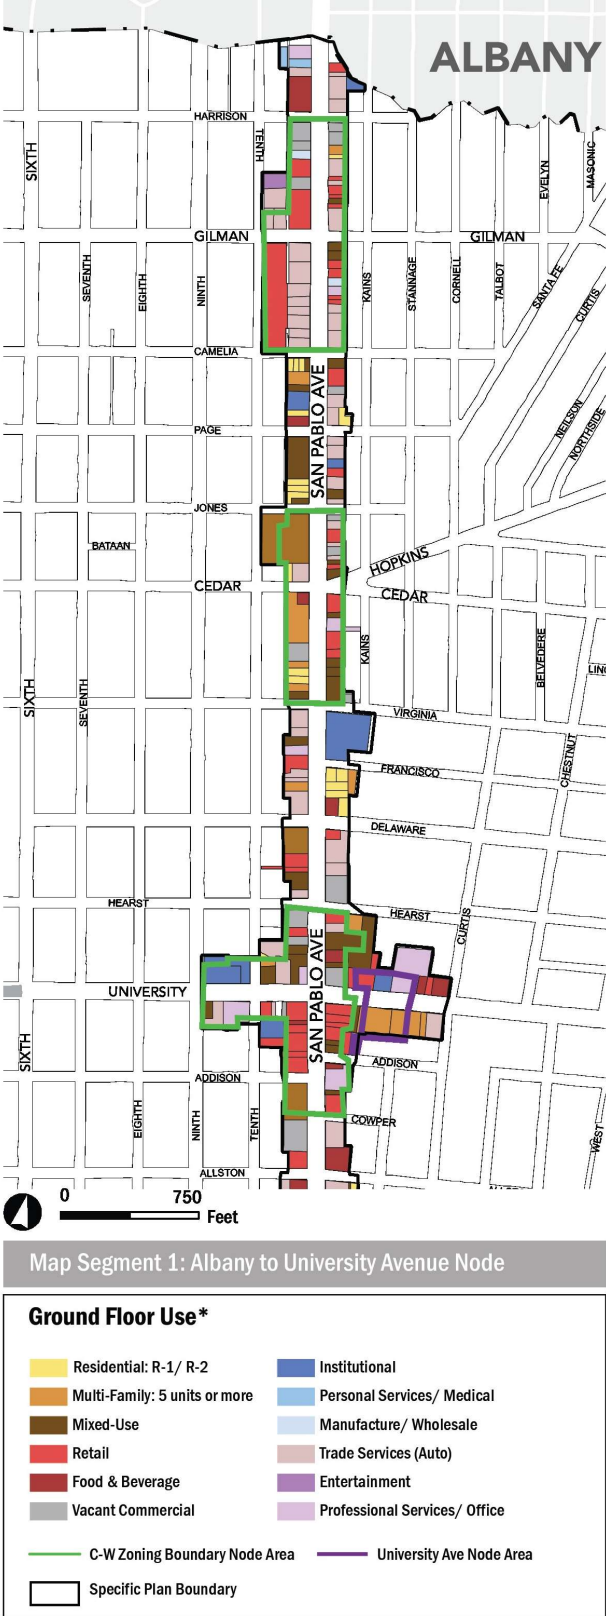 ALBANY
HARRISON
SIXTH
TENTH
EVELYN
MASONIC
GILMAN
GILMAN
SEVENTH
EIGHTH
NINTH
KAINS
STANNAGE
CORNELL
TALBOT
SANTA FE
CURTIS
CAMELIA
SAN PABLO AVE
NEILSON
NORTHSIDE
PAGE
JONES
BATAAN
HOPKINS
CEDAR
CEDAR
KAINS
BELVEDERE
LINC
SIXTH
SEVENTH
VIRGINIA
CHESTNUT
FRANCISCO
DELAWARE
HEARST
HEARST
CURTIS
SAN PABLO AVE
UNIVERSITY
SIXTH
ADDISON
ADDISON
EIGHTH
NINTH
TENTH
COWPER
WEST
ALLSTON
0 750
Feet
Map Segment 1: Albany to University Avenue Node
Ground Floor Use*
Residential: R-1/ R-2
Multi-Family: 5 units or more
Mixed-Use
Retail
Food & Beverage
Vacant Commercial
Institutional
Personal Services/ Medical
Manufacture/ Wholesale
Trade Services (Auto)
Entertainment
Professional Services/ Office
C-W Zoning Boundary Node Area
University Ave Node Area
Specific Plan Boundary